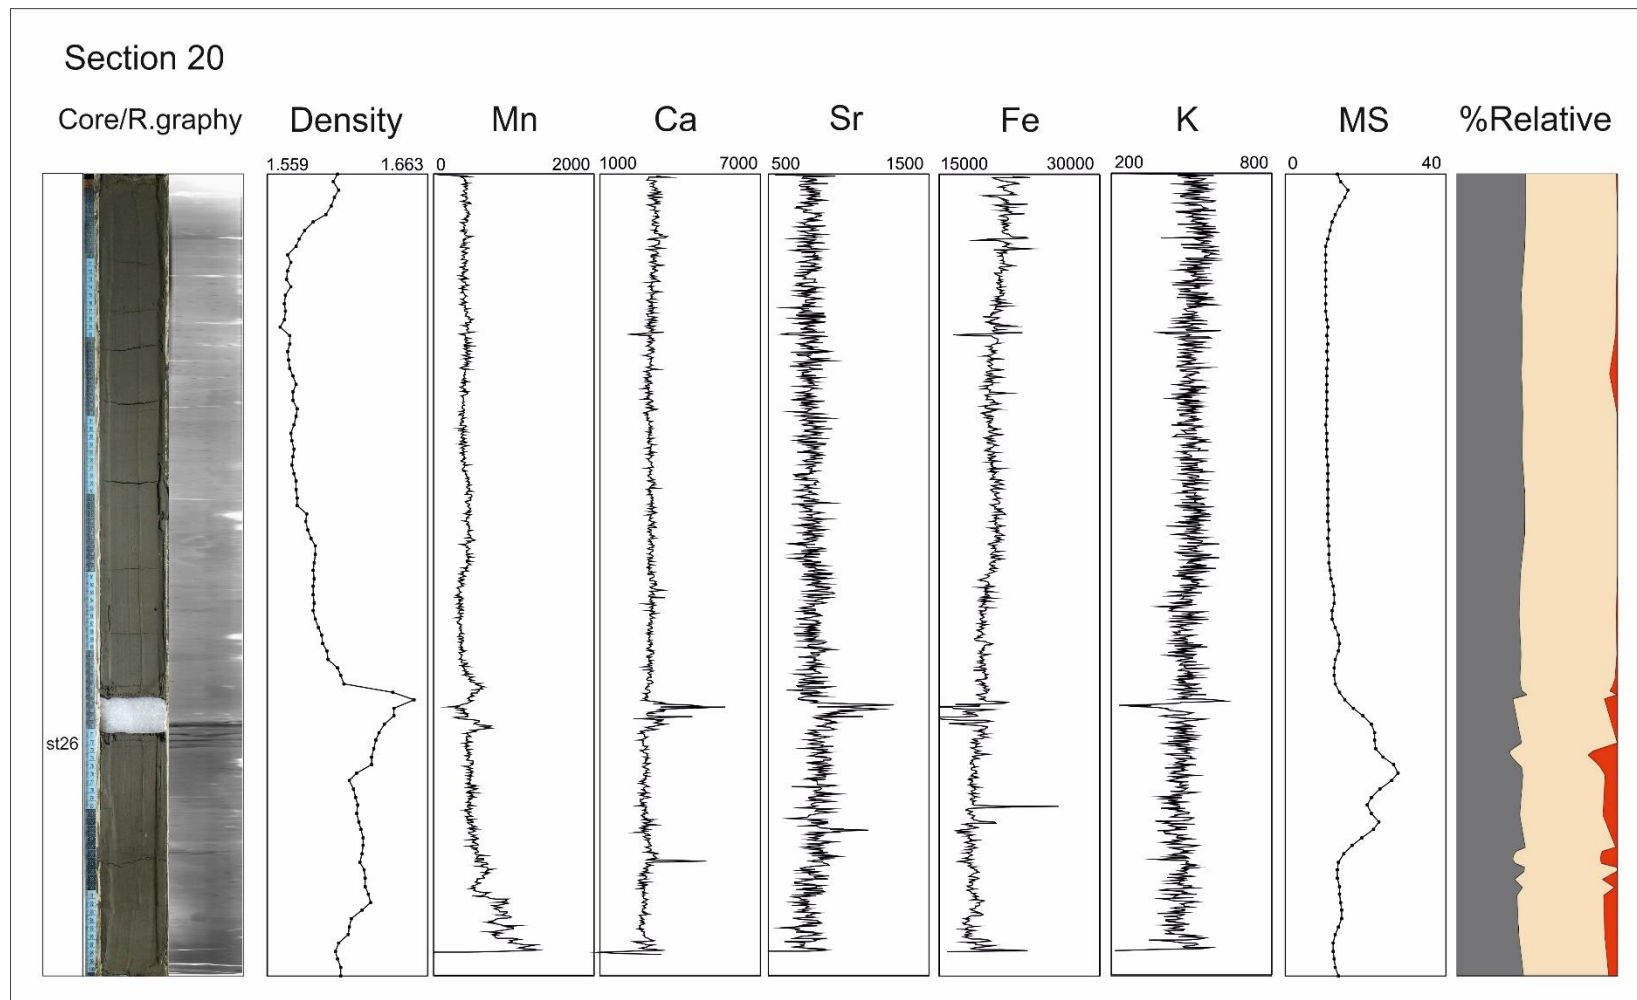 Section 20
Core/R.graphy Density Mn Ca Sr Fe K MS %Relative
1.559 1.663 0 2000 1000 7000 500 1500 15000 30000 200 800 0 40
st26